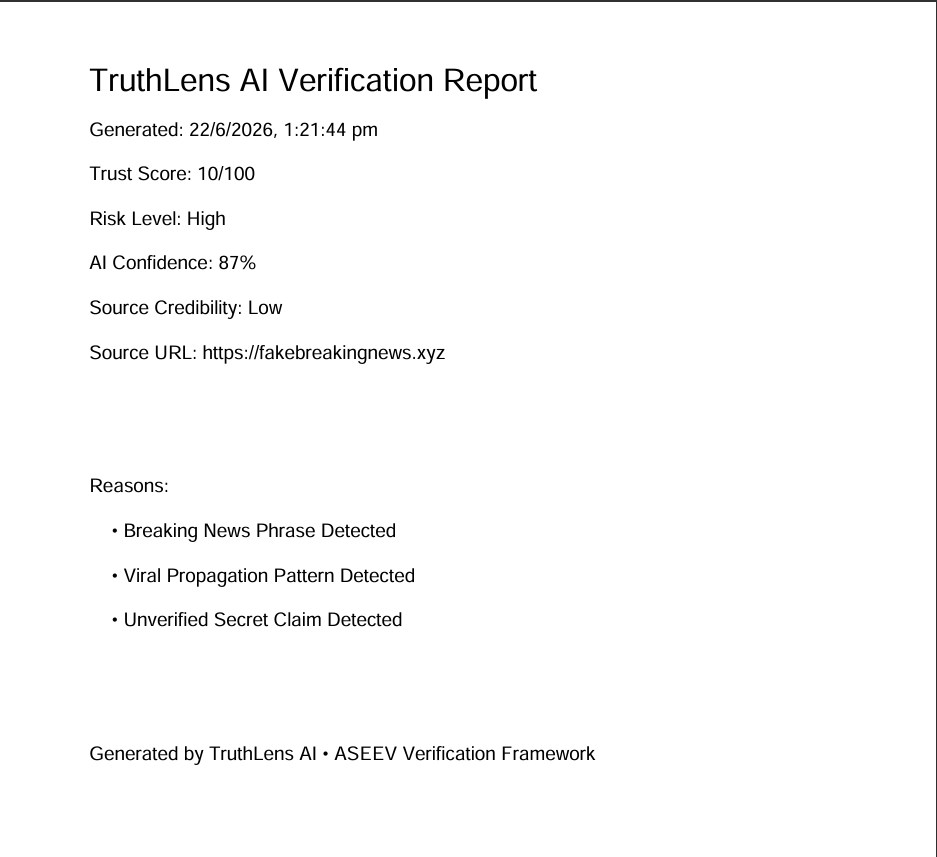 TruthLens AI Verification Report
Generated: 22/6/2026, 1:21:44 pm
Trust Score: 10/100
Risk Level: High
AI Confidence: 87%
Source Credibility: Low
Source URL: https://fakebreakingnews.xyz
Reasons:
• Breaking News Phrase Detected
• Viral Propagation Pattern Detected
• Unverified Secret Claim Detected
Generated by TruthLens AI • ASEEV Verification Framework